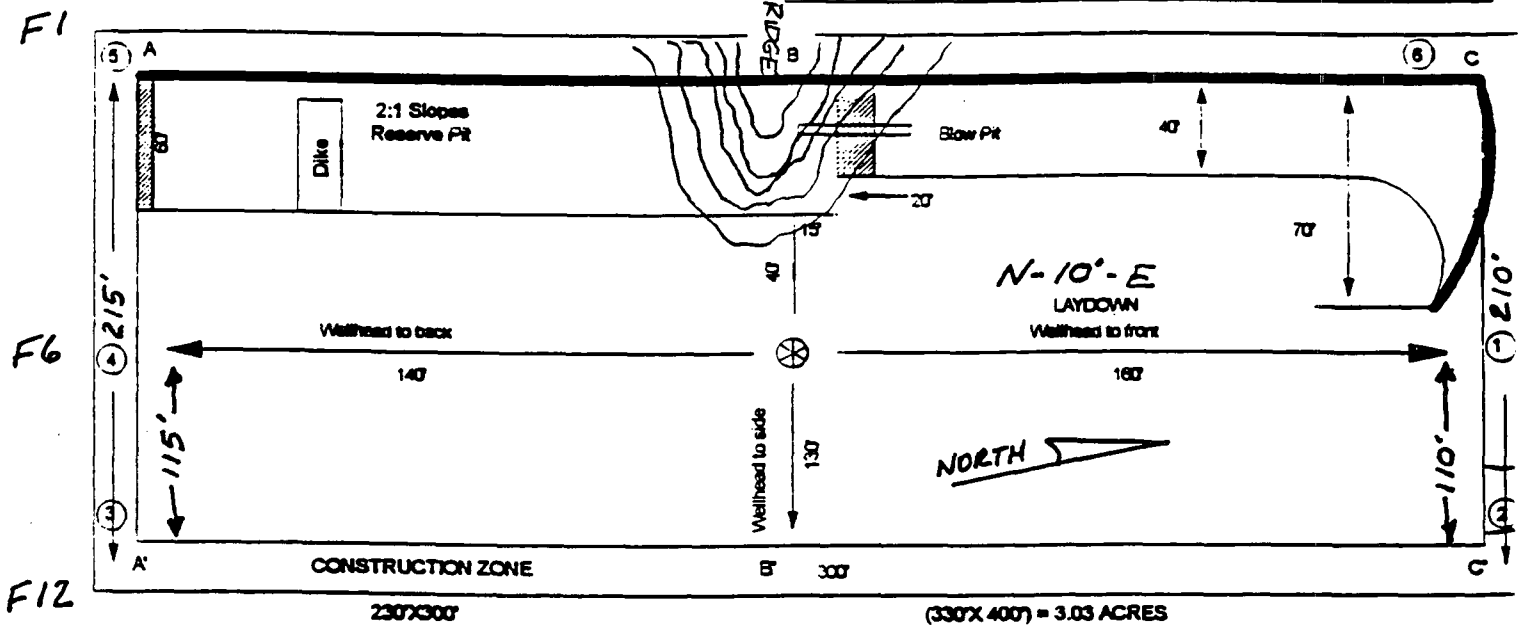 F1
RIDGE
5 A B 6 C
2:1 Slopes
Reserve Pit
60'
Dike
Blow Pit
40'
20'
15'
70'
40'
N-10°-E
LAYDOWN
215'
210'
Wellhead to back
Wellhead to front
F6
4
1
140'
160'
115'
Wellhead to side
130'
NORTH
110'
3
2
A' CONSTRUCTION ZONE B' 300' C'
F12
230'X300'
(330'X 400') = 3.03 ACRES